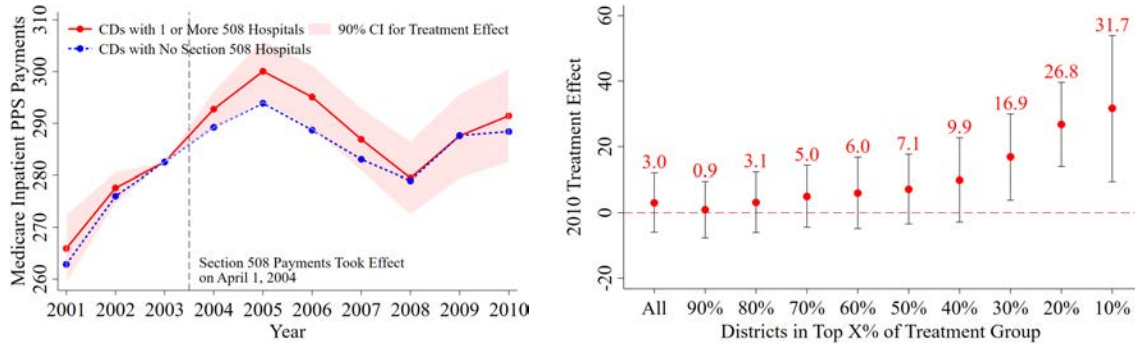 310
300
290
280
270
260
Medicare Inpatient PPS Payments
CDs with 1 or More 508 Hospitals
90% CI for Treatment Effect
CDs with No Section 508 Hospitals
Section 508 Payments Took Effect
on April 1, 2004
2001 2002 2003 2004 2005 2006 2007 2008 2009 2010
Year
60
40
20
0
-20
2010 Treatment Effect
3.0 0.9 3.1 5.0 6.0 7.1 9.9 16.9 26.8 31.7
All 90% 80% 70% 60% 50% 40% 30% 20% 10%
Districts in Top X% of Treatment Group